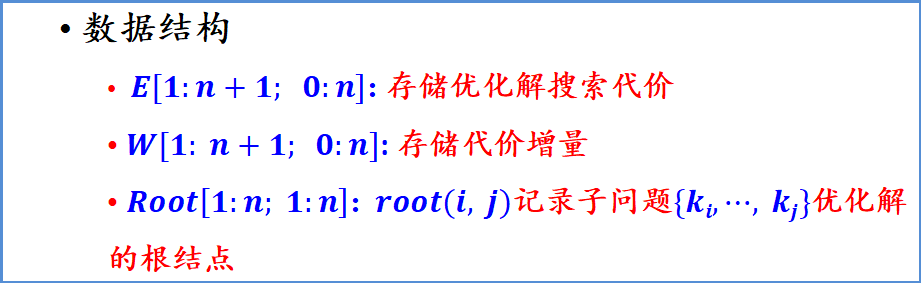 • 数据结构
• E[1:n + 1; 0:n]: 存储优化解搜索代价
• W[1: n + 1; 0:n]: 存储代价增量
• Root[1:n; 1:n]: root(i, j)记录子问题{kᵢ,⋯, kⱼ}优化解
的根结点